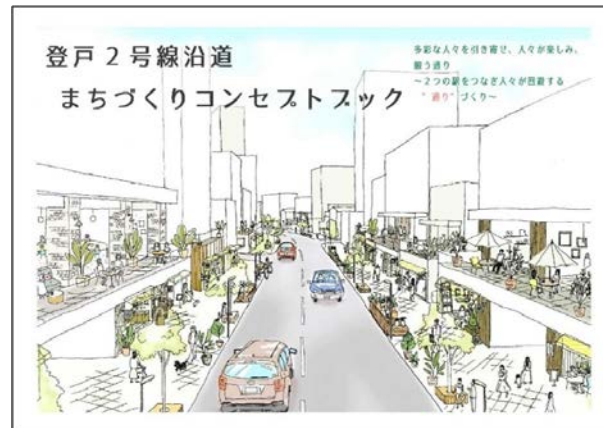 登戸２号線沿道
まちづくりコンセプトブック
多彩な人々を引き寄せ、人々が楽しみ、
憩う通り
～２つの駅をつなぎ人々が回遊する
“通り”づくり～